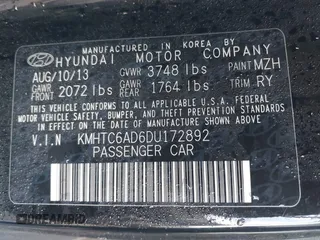 MANUFACTURED IN KOREA BY
HYUNDAI MOTOR COMPANY
AUG/10/13 GVWR 3748 lbs PAINT MZH
GAWR FRONT 2072 lbs GAWR REAR 1764 lbs TRIM RY
THIS VEHICLE CONFORMS TO ALL APPLICABLE U.S.
FEDERAL MOTOR VEHICLE SAFETY, BUMPER, AND THEFT
PREVENTION STANDARDS IN EFFECT ON THE DATE OF
MANUFACTURE SHOWN ABOVE.
V.I.N KMHTC6AD6DU172892
PASSENGER CAR
DREAMBID